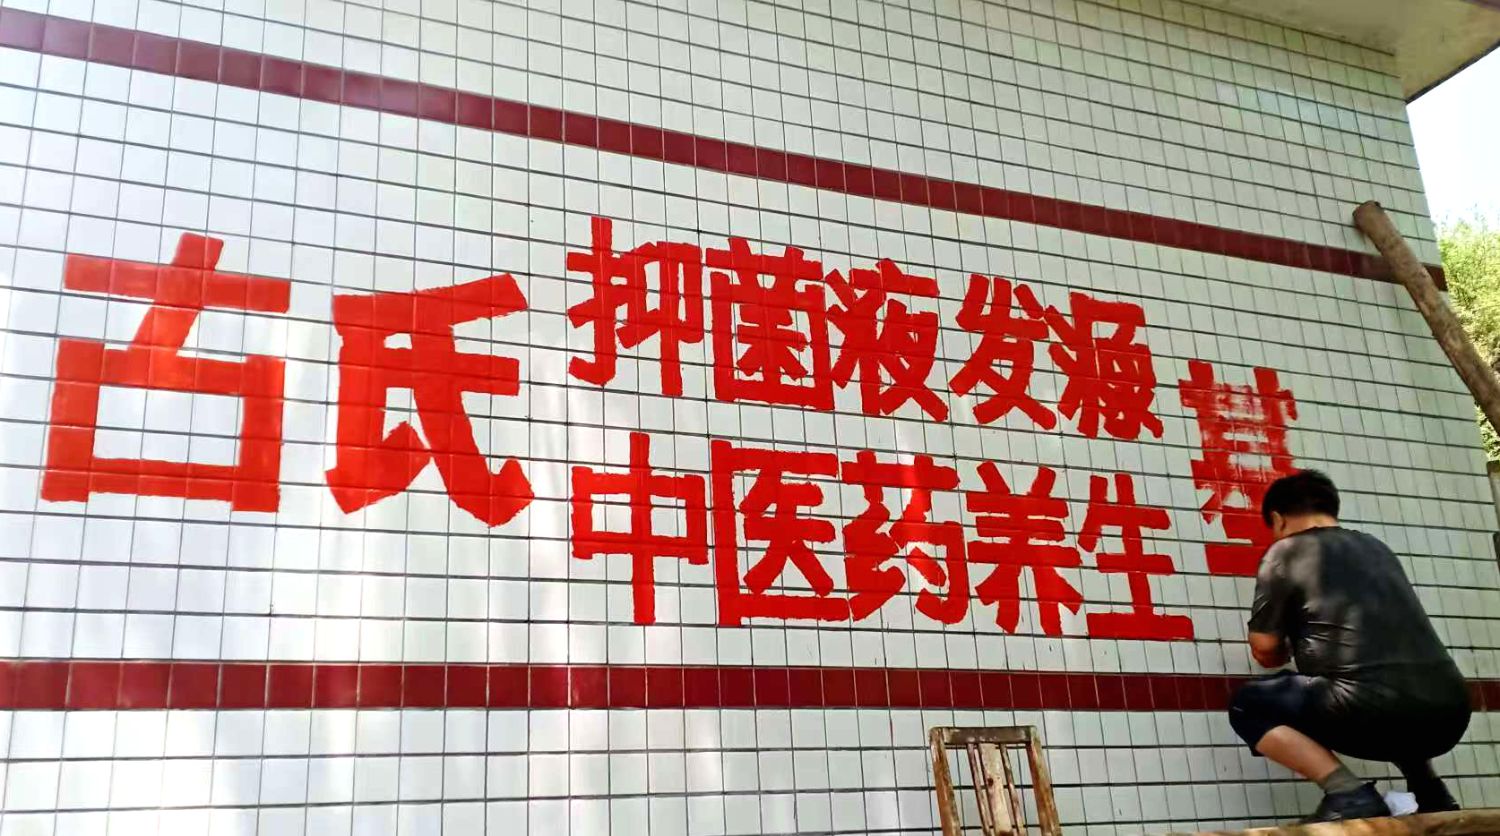 古氏
抑菌液发源
中医药养生
基